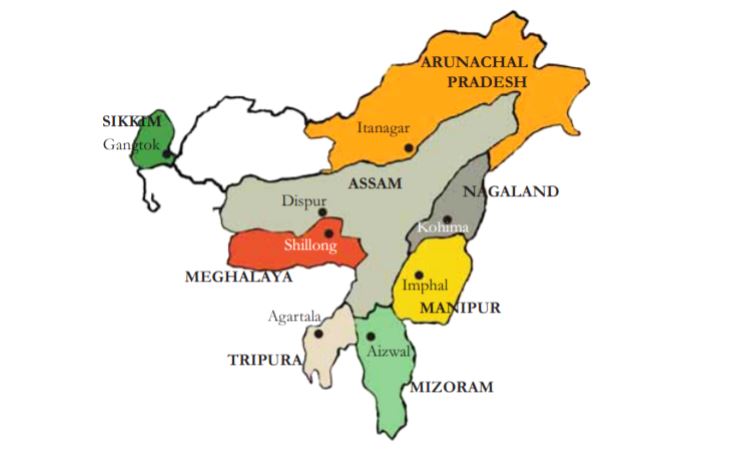 ARUNACHAL
PRADESH
SIKKIM
Gangtok
Itanagar
ASSAM
NAGALAND
Dispur
Kohima
Shillong
MEGHALAYA
Imphal
MANIPUR
Agartala
Aizwal
TRIPURA
MIZORAM